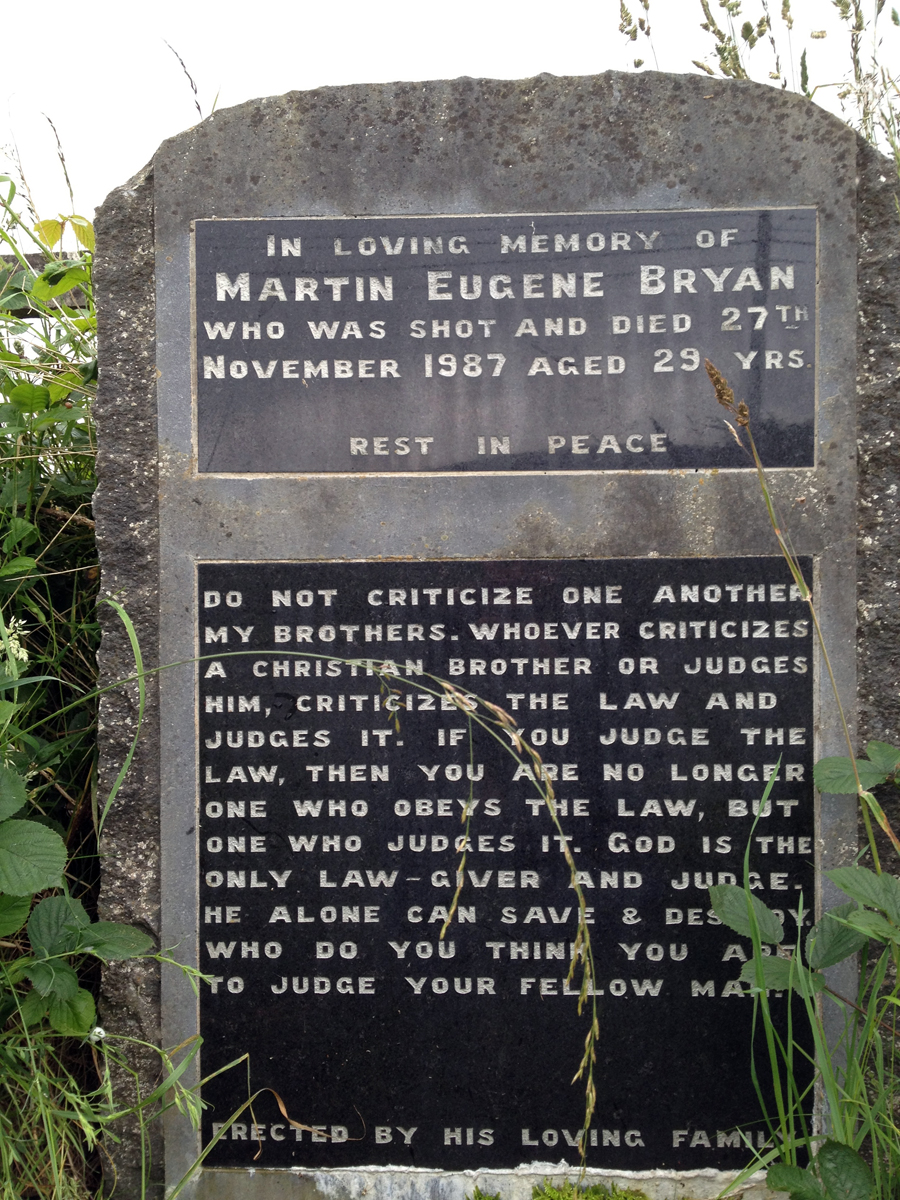 IN LOVING MEMORY OF
MARTIN EUGENE BRYAN
WHO WAS SHOT AND DIED 27TH
NOVEMBER 1987 AGED 29 YRS.
REST IN PEACE
DO NOT CRITICIZE ONE ANOTHER
MY BROTHERS. WHOEVER CRITICIZES
A CHRISTIAN BROTHER OR JUDGES
HIM, CRITICIZES THE LAW AND
JUDGES IT. IF YOU JUDGE THE
LAW, THEN YOU ARE NO LONGER
ONE WHO OBEYS THE LAW, BUT
ONE WHO JUDGES IT. GOD IS THE
ONLY LAW-GIVER AND JUDGE.
HE ALONE CAN SAVE & DESTROY.
WHO DO YOU THINK YOU ARE
TO JUDGE YOUR FELLOW MAN.
ERECTED BY HIS LOVING FAMILY